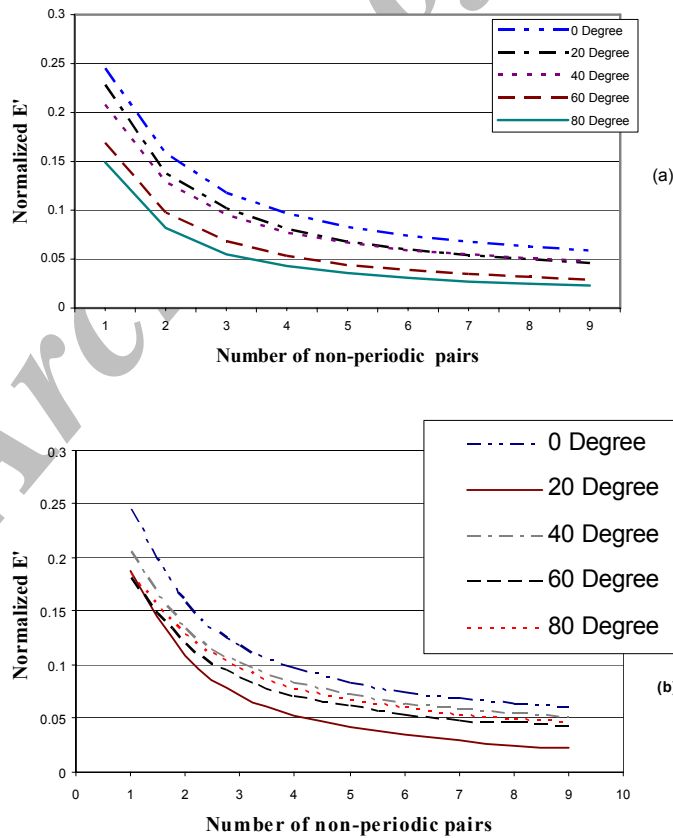 0.3
0.25
0.2
0.15
0.1
0.05
0
Normalized E'
0 Degree
20 Degree
40 Degree
60 Degree
80 Degree
(a)
1 2 3 4 5 6 7 8 9
Number of non-periodic pairs
0.3
0.25
0.2
0.15
0.1
0.05
0
Normalized E'
0 Degree
20 Degree
40 Degree
60 Degree
80 Degree
(b)
0 1 2 3 4 5 6 7 8 9 10
Number of non-periodic pairs